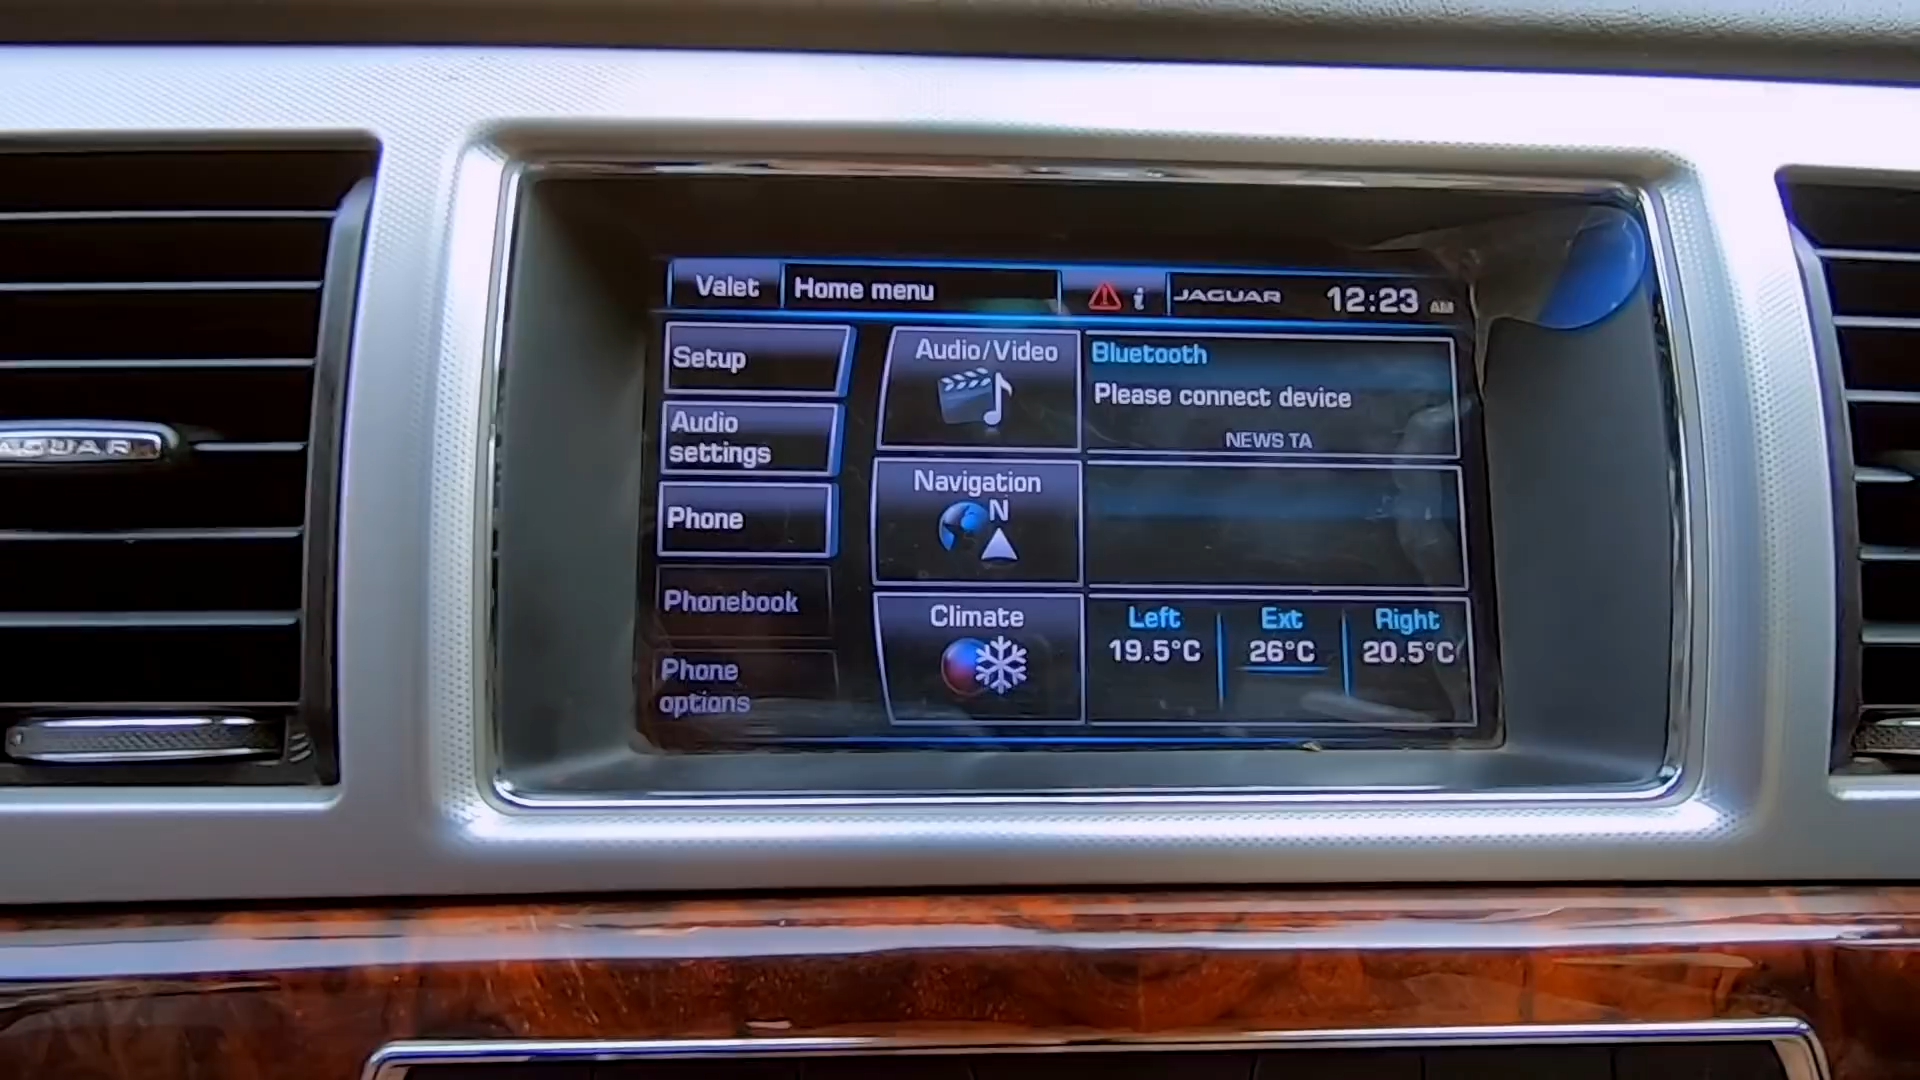 Valet
Home menu
i
JAGUAR
12:23 AM
Setup
Audio
settings
Phone
Phonebook
Phone
options
Audio/Video
Navigation
N
Climate
Bluetooth
Please connect device
NEWS TA
Left
Ext
Right
19.5°C
26°C
20.5°C
AGUAR